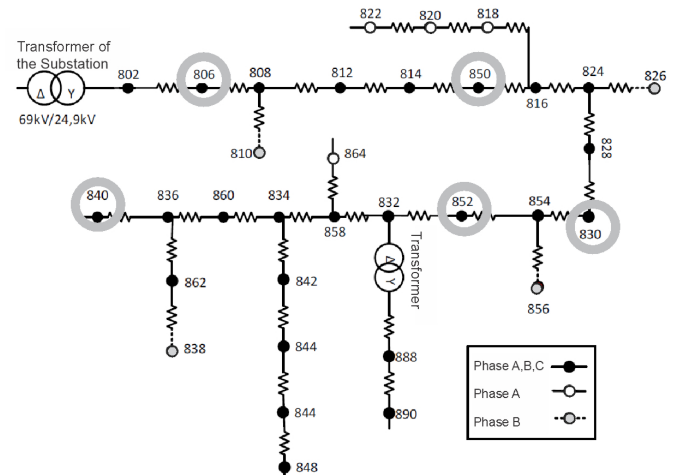 822 820 818
Transformer of
the Substation
802 806 808 812 814 850 816 824 826
Δ Y
69kV/24,9kV
810
828
864
840 836 860 834 858 832 852 854 830
Transformer
Δ Y
862 842
856
838 844 888
844 890
848
Phase A,B,C
Phase A
Phase B